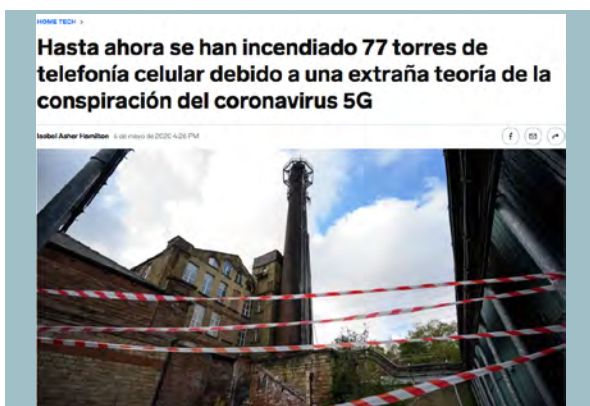 HOME TECH >
Hasta ahora se han incendiado 77 torres de
telefonía celular debido a una extraña teoría de la
conspiración del coronavirus 5G
Isobel Asher Hamilton 6 de mayo de 2020 4:26 PM